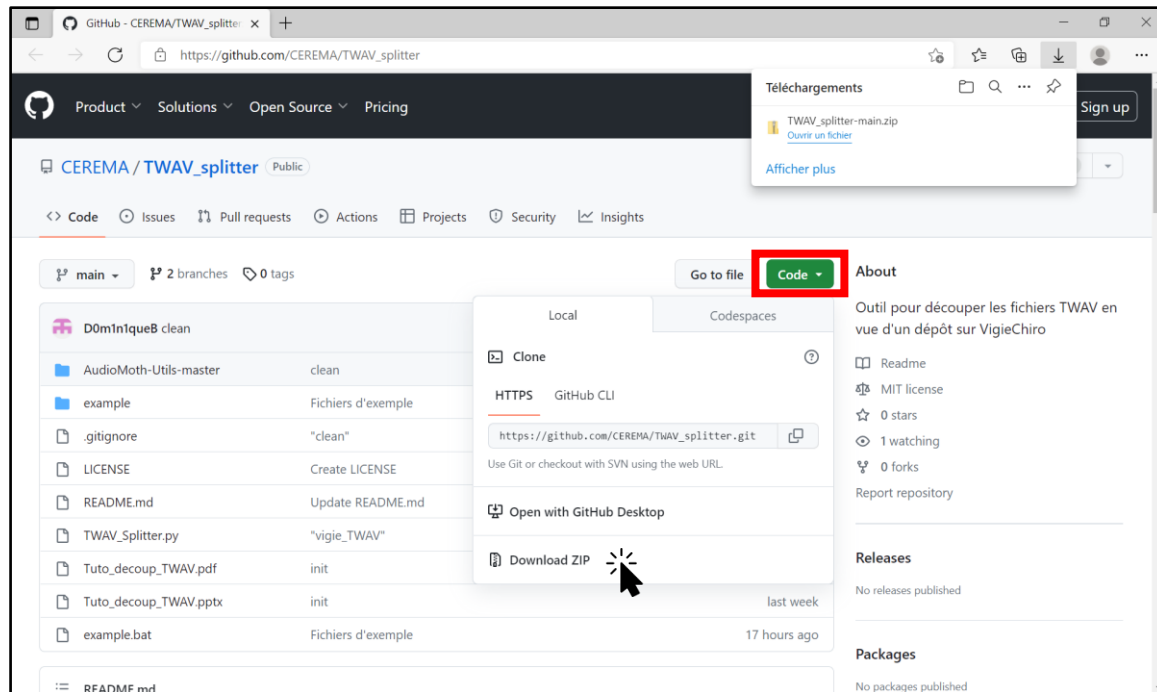 GitHub - CEREMA/TWAV_splitter
https://github.com/CEREMA/TWAV_splitter
Téléchargements
TWAV_splitter-main.zip
Ouvrir un fichier
Afficher plus
Product Solutions Open Source Pricing
Sign up
CEREMA / TWAV_splitter Public
Code Issues Pull requests Actions Projects Security Insights
main 2 branches 0 tags
Go to file Code
D0m1n1queB clean
AudioMoth-Utils-master clean
example Fichiers d'exemple
.gitignore "clean"
LICENSE Create LICENSE
README.md Update README.md
TWAV_Splitter.py "vigie_TWAV"
Tuto_decoup_TWAV.pdf init
Tuto_decoup_TWAV.pptx init last week
example.bat Fichiers d'exemple 17 hours ago
README.md
Local Codespaces
Clone
HTTPS GitHub CLI
https://github.com/CEREMA/TWAV_splitter.git
Use Git or checkout with SVN using the web URL.
Open with GitHub Desktop
Download ZIP
About
Outil pour découper les fichiers TWAV en
vue d'un dépôt sur VigieChiro
Readme
MIT license
0 stars
1 watching
0 forks
Report repository
Releases
No releases published
Packages
No packages published